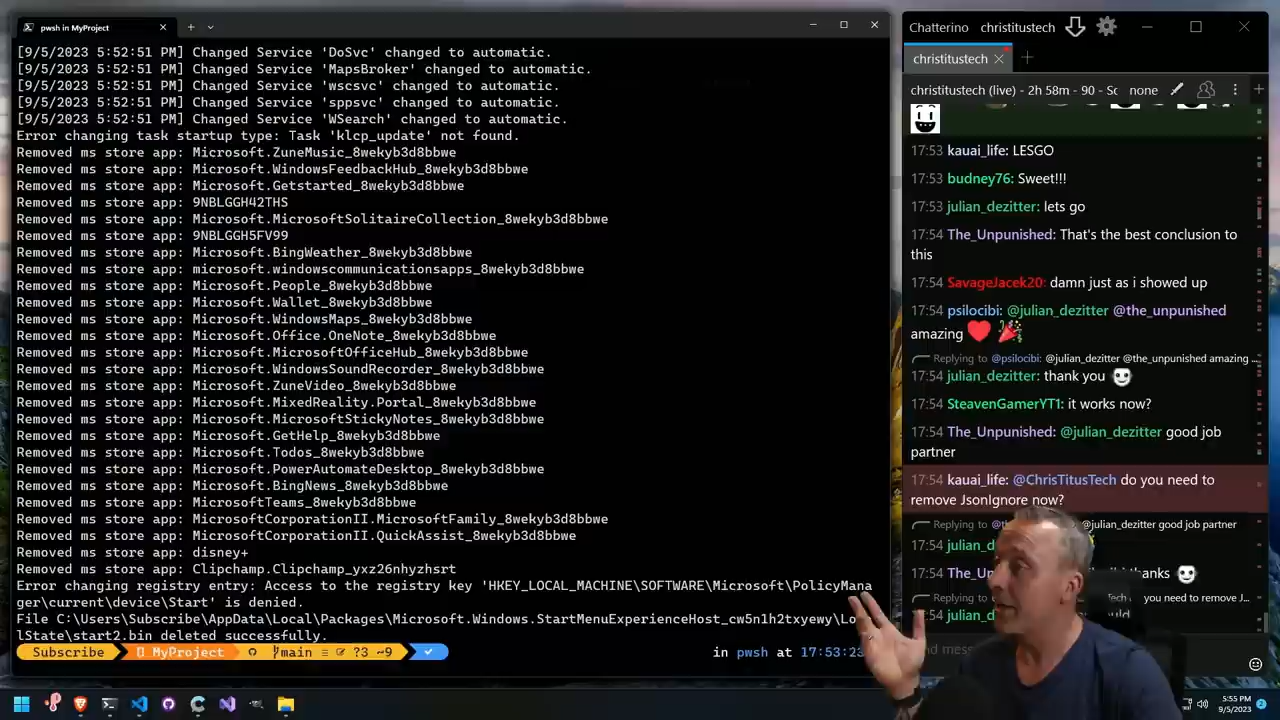 pwsh in MyProject
[9/5/2023 5:52:51 PM] Changed Service 'DoSvc' changed to automatic.
[9/5/2023 5:52:51 PM] Changed Service 'MapsBroker' changed to automatic.
[9/5/2023 5:52:51 PM] Changed Service 'wscsvc' changed to automatic.
[9/5/2023 5:52:51 PM] Changed Service 'sppsvc' changed to automatic.
[9/5/2023 5:52:51 PM] Changed Service 'WSearch' changed to automatic.
Error changing task startup type: Task 'klcp_update' not found.
Removed ms store app: Microsoft.ZuneMusic_8wekyb3d8bbwe
Removed ms store app: Microsoft.WindowsFeedbackHub_8wekyb3d8bbwe
Removed ms store app: Microsoft.Getstarted_8wekyb3d8bbwe
Removed ms store app: 9NBLGGH42THS
Removed ms store app: Microsoft.MicrosoftSolitaireCollection_8wekyb3d8bbwe
Removed ms store app: 9NBLGGH5FV99
Removed ms store app: Microsoft.BingWeather_8wekyb3d8bbwe
Removed ms store app: microsoft.windowscommunicationsapps_8wekyb3d8bbwe
Removed ms store app: Microsoft.People_8wekyb3d8bbwe
Removed ms store app: Microsoft.Wallet_8wekyb3d8bbwe
Removed ms store app: Microsoft.WindowsMaps_8wekyb3d8bbwe
Removed ms store app: Microsoft.Office.OneNote_8wekyb3d8bbwe
Removed ms store app: Microsoft.MicrosoftOfficeHub_8wekyb3d8bbwe
Removed ms store app: Microsoft.WindowsSoundRecorder_8wekyb3d8bbwe
Removed ms store app: Microsoft.ZuneVideo_8wekyb3d8bbwe
Removed ms store app: Microsoft.MixedReality.Portal_8wekyb3d8bbwe
Removed ms store app: Microsoft.MicrosoftStickyNotes_8wekyb3d8bbwe
Removed ms store app: Microsoft.GetHelp_8wekyb3d8bbwe
Removed ms store app: Microsoft.Todos_8wekyb3d8bbwe
Removed ms store app: Microsoft.PowerAutomateDesktop_8wekyb3d8bbwe
Removed ms store app: Microsoft.BingNews_8wekyb3d8bbwe
Removed ms store app: MicrosoftTeams_8wekyb3d8bbwe
Removed ms store app: MicrosoftCorporationII.MicrosoftFamily_8wekyb3d8bbwe
Removed ms store app: MicrosoftCorporationII.QuickAssist_8wekyb3d8bbwe
Removed ms store app: disney+
Removed ms store app: Clipchamp.Clipchamp_yxz26nhyzhsrt
Error changing registry entry: Access to the registry key 'HKEY_LOCAL_MACHINE\SOFTWARE\Microsoft\PolicyMana
ger\current\device\Start' is denied.
File C:\Users\Subscribe\AppData\Local\Packages\Microsoft.Windows.StartMenuExperienceHost_cw5n1h2txyewy\Lo
lState\start2.bin deleted successfully.
Subscribe MyProject main ≡ ?3 ~9 in pwsh at 17:53:23
Chatterino christitustech
christitustech
christitustech (live) - 2h 58m - 90 - Sc none
17:53 kauai_life: LESGO
17:53 budney76: Sweet!!!
17:54 julian_dezitter: lets go
17:54 The_Unpunished: That's the best conclusion to
this
17:54 SavageJacek20: damn just as i showed up
17:54 psilocibi: @julian_dezitter @the_unpunished
amazing
Replying to @psilocibi: @julian_dezitter @the_unpunished amazing ...
17:54 julian_dezitter: thank you
17:54 SteavenGamerYT1: it works now?
17:54 The_Unpunished: @julian_dezitter good job
partner
17:54 kauai_life: @ChrisTitusTech do you need to
remove JsonIgnore now?
Replying to @julian_dezitter good job partner
17:54
17:54 thanks
Replying to you need to remove J...
17:54
5:55 PM
9/5/2023
2